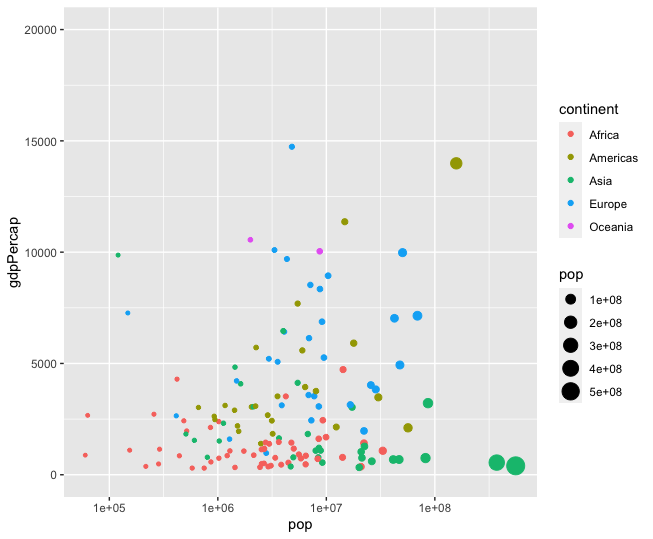 20000
15000
10000
5000
0
gdpPercap
1e+05
1e+06
1e+07
1e+08
pop
continent
Africa
Americas
Asia
Europe
Oceania
pop
1e+08
2e+08
3e+08
4e+08
5e+08